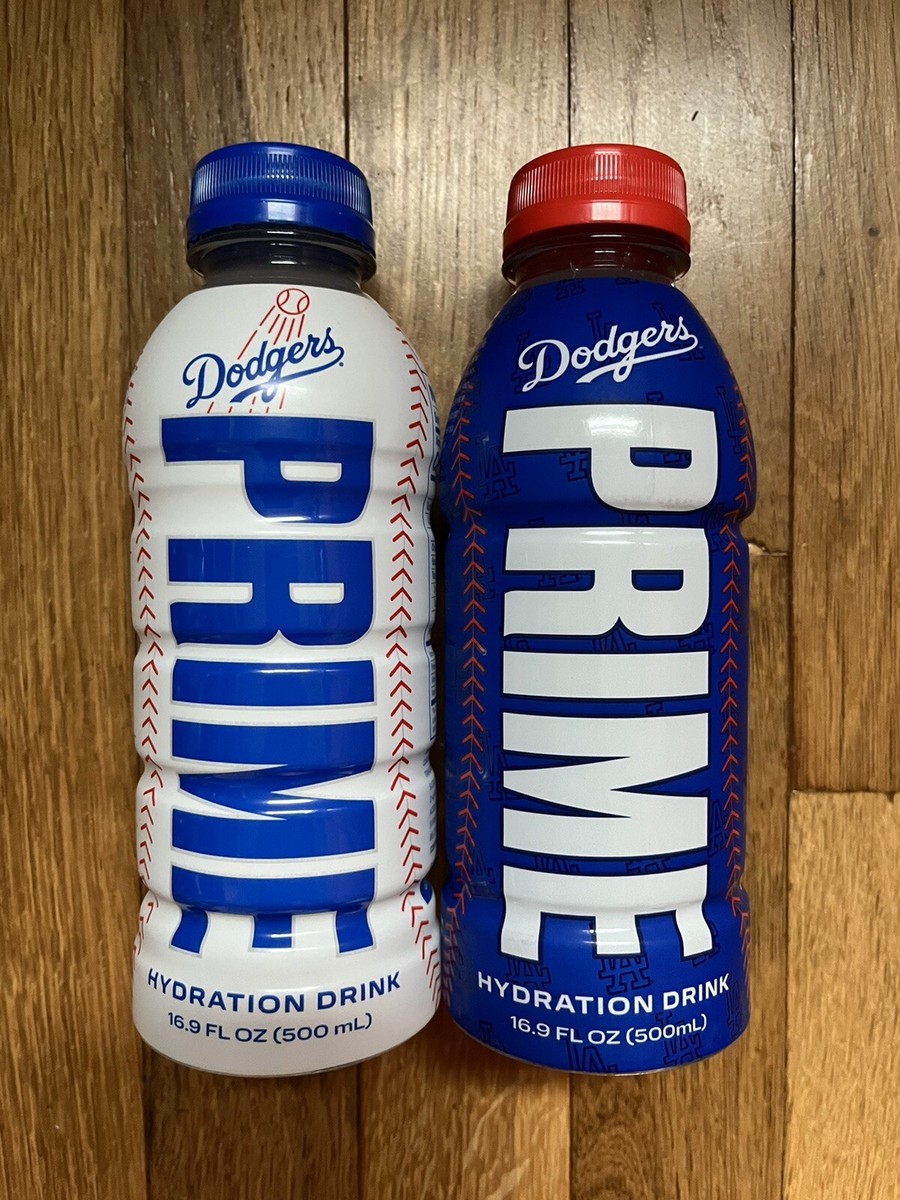 Dodgers
PRIME
HYDRATION DRINK
16.9 FL OZ (500 mL)
Dodgers
PRIME
HYDRATION DRINK
16.9 FL OZ (500mL)
LA